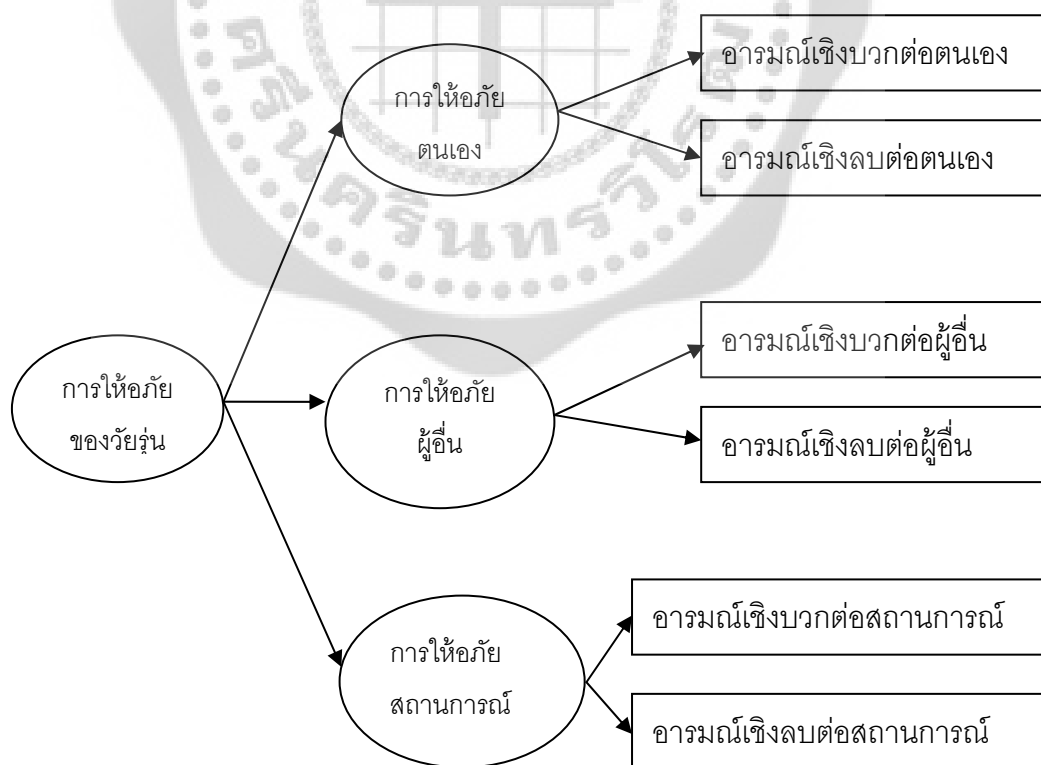 การให้อภัย
ตนเอง
อารมณ์เชิงบวกต่อตนเอง
อารมณ์เชิงลบต่อตนเอง
การให้อภัย
ของวัยรุ่น
การให้อภัย
ผู้อื่น
อารมณ์เชิงบวกต่อผู้อื่น
อารมณ์เชิงลบต่อผู้อื่น
การให้อภัย
สถานการณ์
อารมณ์เชิงบวกต่อสถานการณ์
อารมณ์เชิงลบต่อสถานการณ์